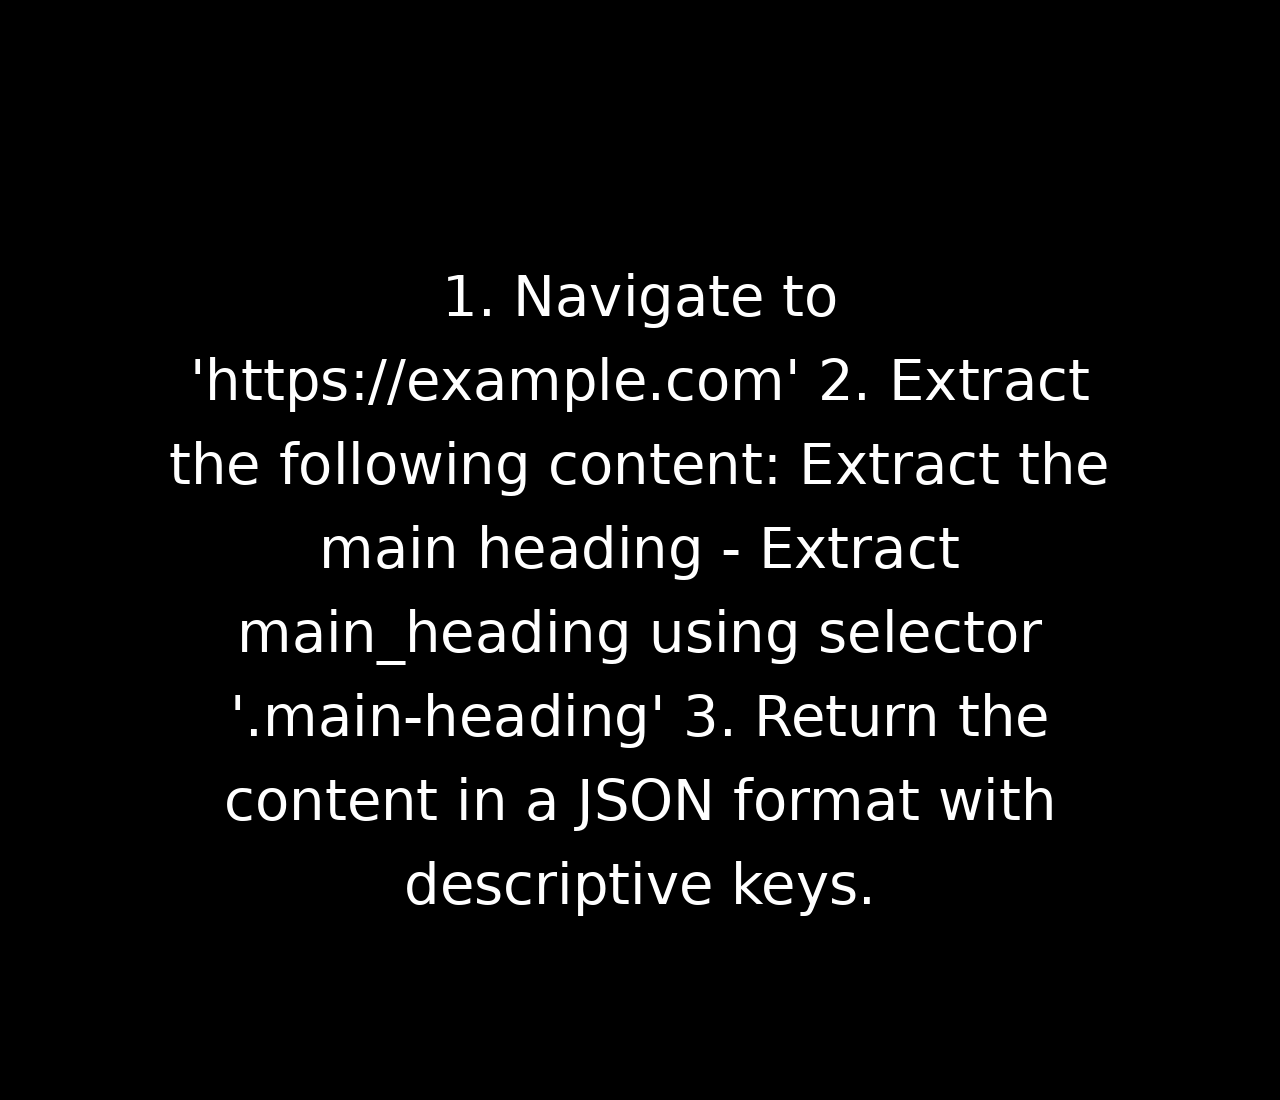 1. Navigate to
'https://example.com' 2. Extract
the following content: Extract the
main heading - Extract
main_heading using selector
'.main-heading' 3. Return the
content in a JSON format with
descriptive keys.